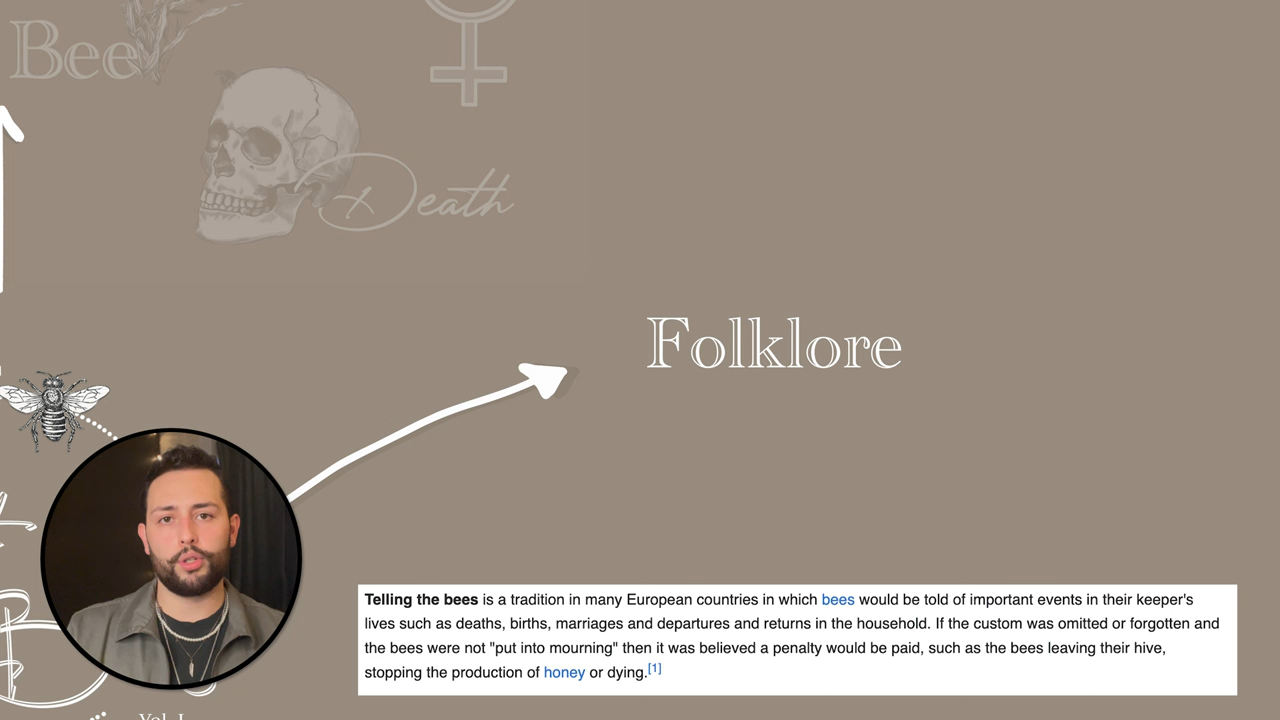 Bee
Death
Folklore
Telling the bees is a tradition in many European countries in which bees would be told of important events in their keeper's
lives such as deaths, births, marriages and departures and returns in the household. If the custom was omitted or forgotten and
the bees were not "put into mourning" then it was believed a penalty would be paid, such as the bees leaving their hive,
stopping the production of honey or dying.[1]
Vol. I